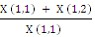 X (1,1) + X (1,2)
X (1,1)